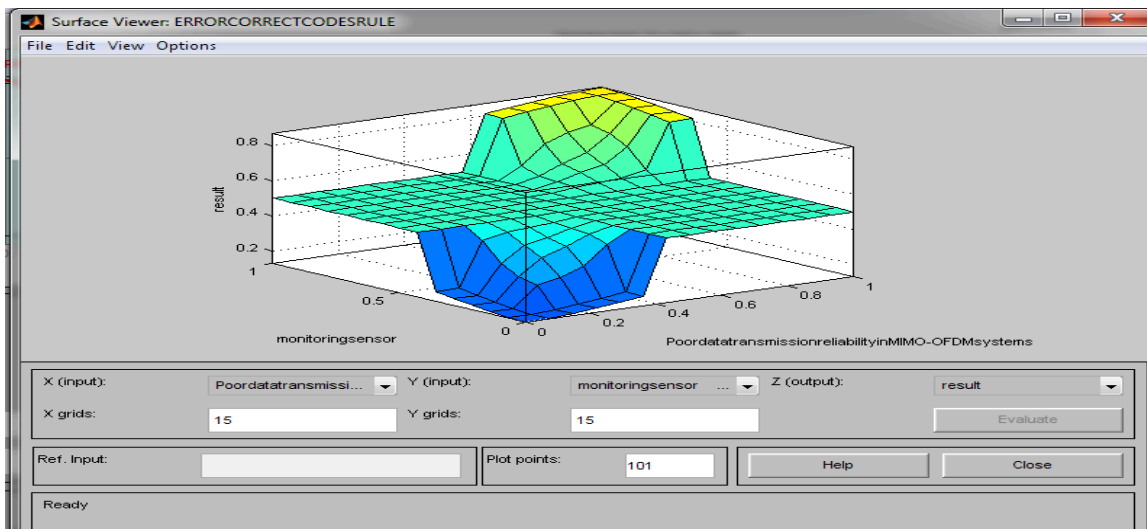 Surface Viewer: ERRORCORRECTCODESRULE
File Edit View Options
0.8
0.6
0.4
0.2
result
1
0.5
0
monitoringsensor
0
0.2
0.4
0.6
0.8
1
PoordatatransmissionreliabilityinMIMO-OFDMsystems
X (input): Poordatatransmissi... Y (input): monitoringsensor ... Z (output): result
X grids: 15 Y grids: 15 Evaluate
Ref. Input: Plot points: 101 Help Close
Ready